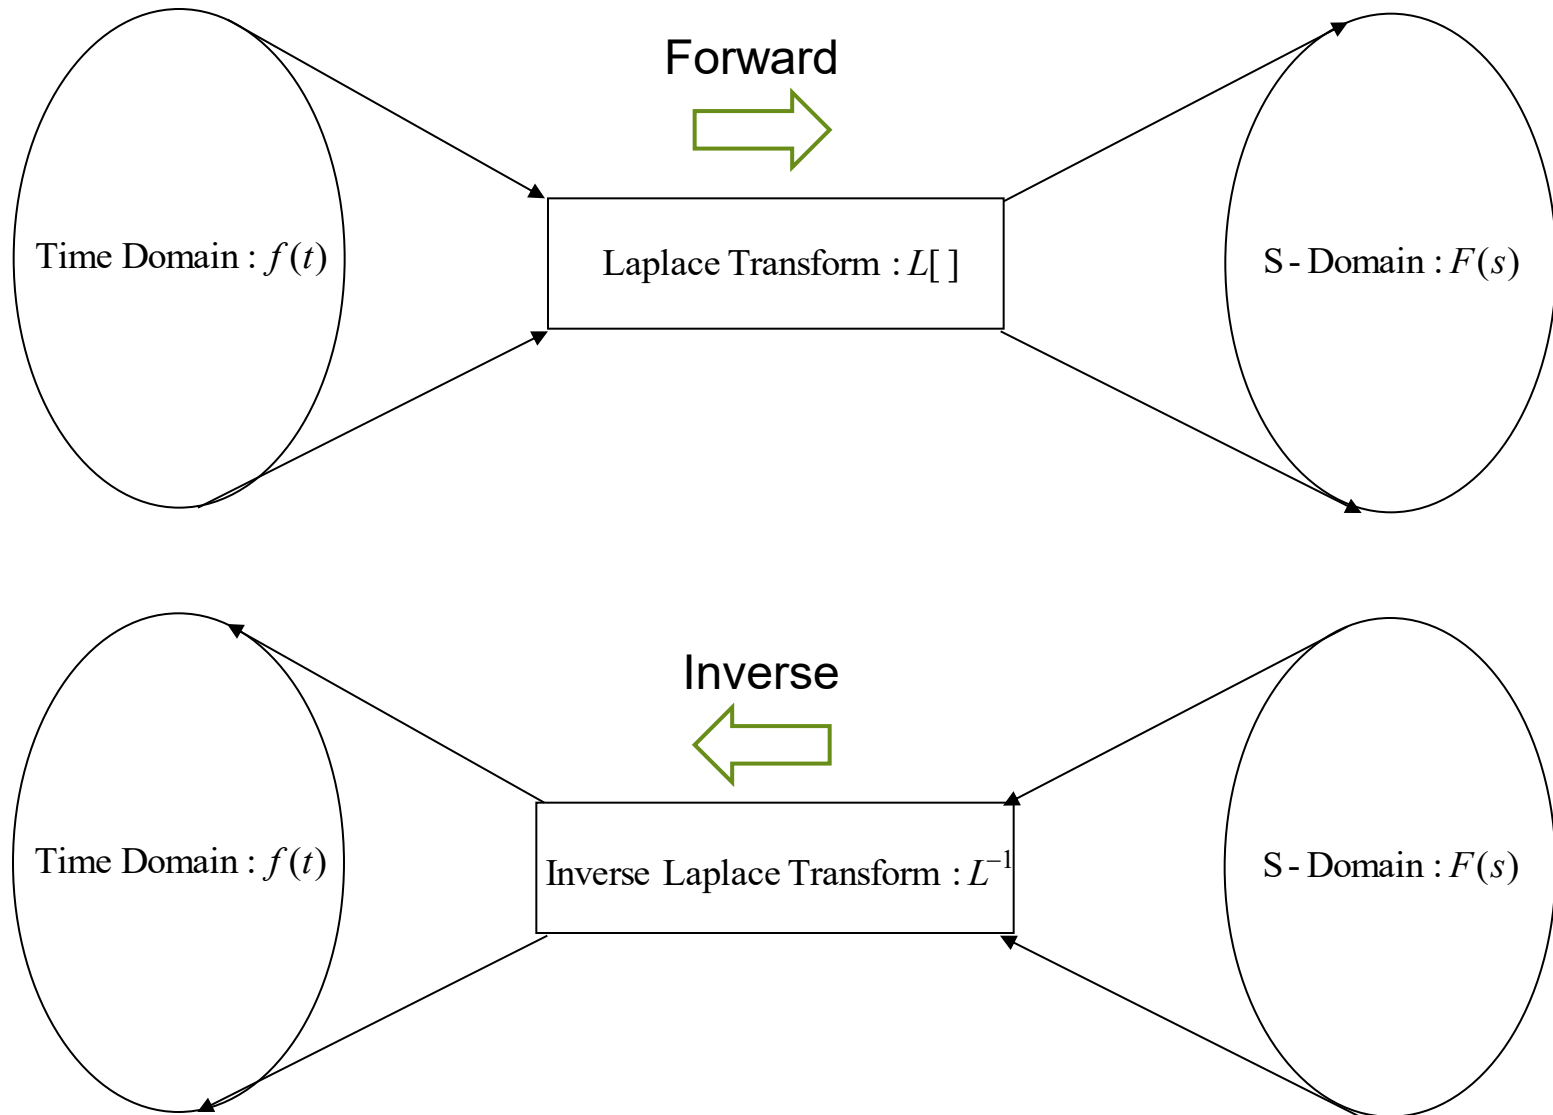 Forward
Time Domain : f(t)
Laplace Transform : L[ ]
S - Domain : F(s)
Inverse
Time Domain : f(t)
Inverse Laplace Transform : L⁻¹
S - Domain : F(s)